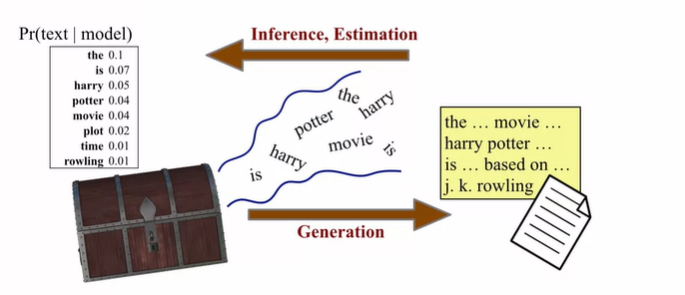 Pr(text | model)
the 0.1
is 0.07
harry 0.05
potter 0.04
movie 0.04
plot 0.02
time 0.01
rowling 0.01
Inference, Estimation
the
harry
potter
movie
is
harry
is
the … movie …
harry potter …
is … based on …
j. k. rowling
Generation